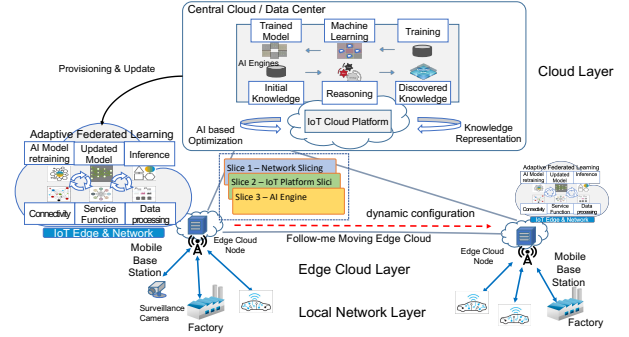 Central Cloud / Data Center
Trained
Model
Machine
Learning
Training
AI Engines
Initial
Knowledge
Reasoning
Discovered
Knowledge
Cloud Layer
Provisioning & Update
IoT Cloud Platform
AI based
Optimization
Knowledge
Representation
Adaptive Federated Learning
AI Model
retraining
Updated
Model
Inference
Connectivity
Service
Function
Data
processing
IoT Edge & Network
Slice 1 – Network Slicing
Slice 2 – IoT Platform Slici
Slice 3 – AI Engine
dynamic configuration
Follow-me Moving Edge Cloud
Adaptive Federated Learning
AI Model
retraining
Updated
Model
Inference
Connectivity
Service
Function
Data
processing
IoT Edge & Network
Mobile
Base
Station
Edge Cloud
Node
Edge Cloud
Node
Mobile
Base
Station
Edge Cloud Layer
Surveillance
Camera
Factory
Local Network Layer
Factory